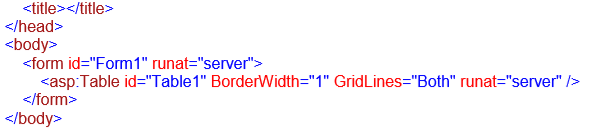 <title></title>
</head>
<body>
<form id="Form1" runat="server">
<asp:Table id="Table1" BorderWidth="1" GridLines="Both" runat="server" />
</form>
</body>